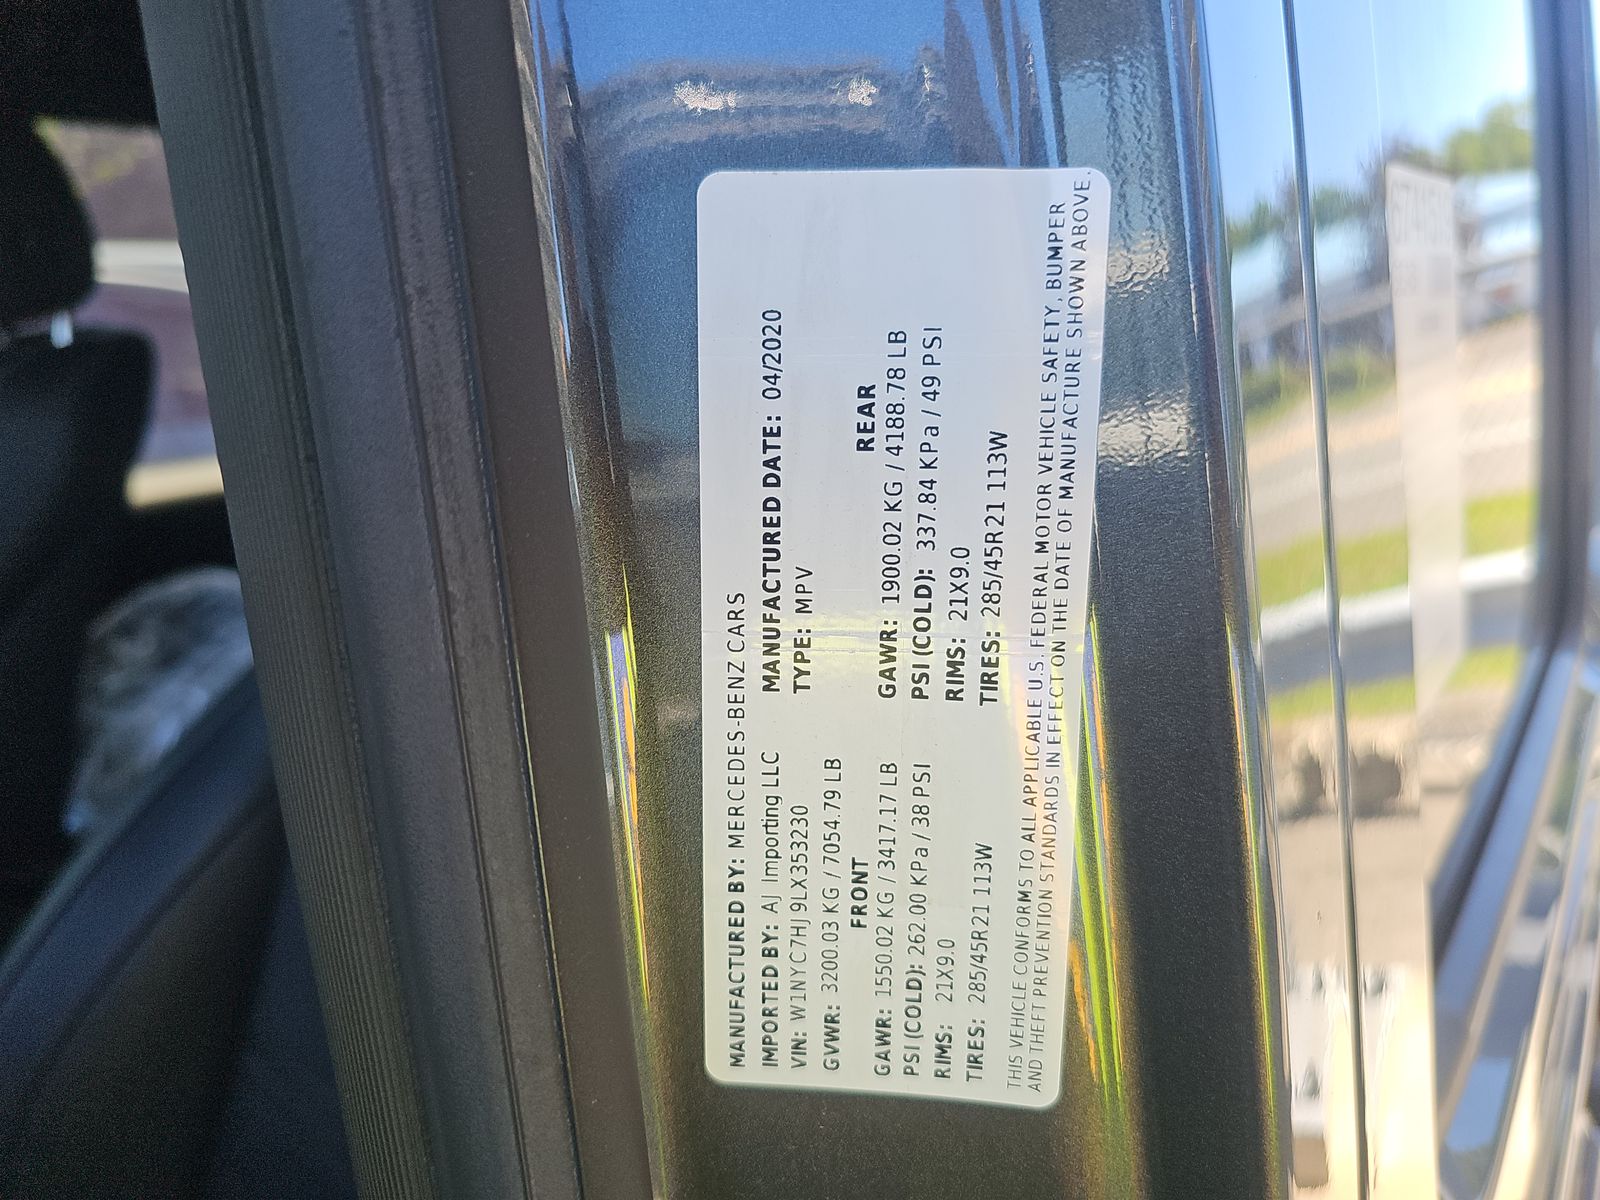 MANUFACTURED BY: MERCEDES-BENZ CARS
IMPORTED BY: AJ Importing LLC MANUFACTURED DATE: 04/2020
VIN: W1NYC7HJ9LX353230 TYPE: MPV
GVWR: 3200.03 KG / 7054.79 LB
FRONT REAR
GAWR: 1550.02 KG / 3417.17 LB GAWR: 1900.02 KG / 4188.78 LB
PSI (COLD): 262.00 KPa / 38 PSI PSI (COLD): 337.84 KPa / 49 PSI
RIMS: 21X9.0 RIMS: 21X9.0
TIRES: 285/45R21 113W TIRES: 285/45R21 113W
THIS VEHICLE CONFORMS TO ALL APPLICABLE U.S. FEDERAL MOTOR VEHICLE SAFETY, BUMPER
AND THEFT PREVENTION STANDARDS IN EFFECT ON THE DATE OF MANUFACTURE SHOWN ABOVE.